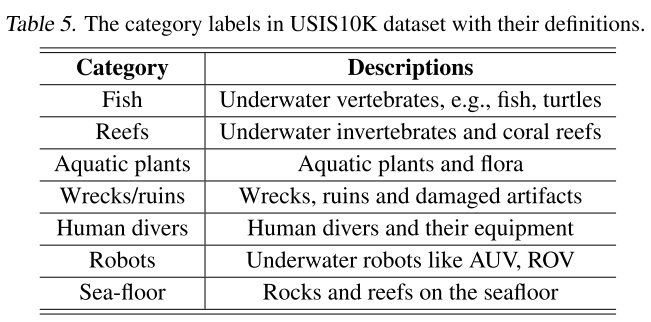 Table 5. The category labels in USIS10K dataset with their definitions.
Category Descriptions
Fish Underwater vertebrates, e.g., fish, turtles
Reefs Underwater invertebrates and coral reefs
Aquatic plants Aquatic plants and flora
Wrecks/ruins Wrecks, ruins and damaged artifacts
Human divers Human divers and their equipment
Robots Underwater robots like AUV, ROV
Sea-floor Rocks and reefs on the seafloor